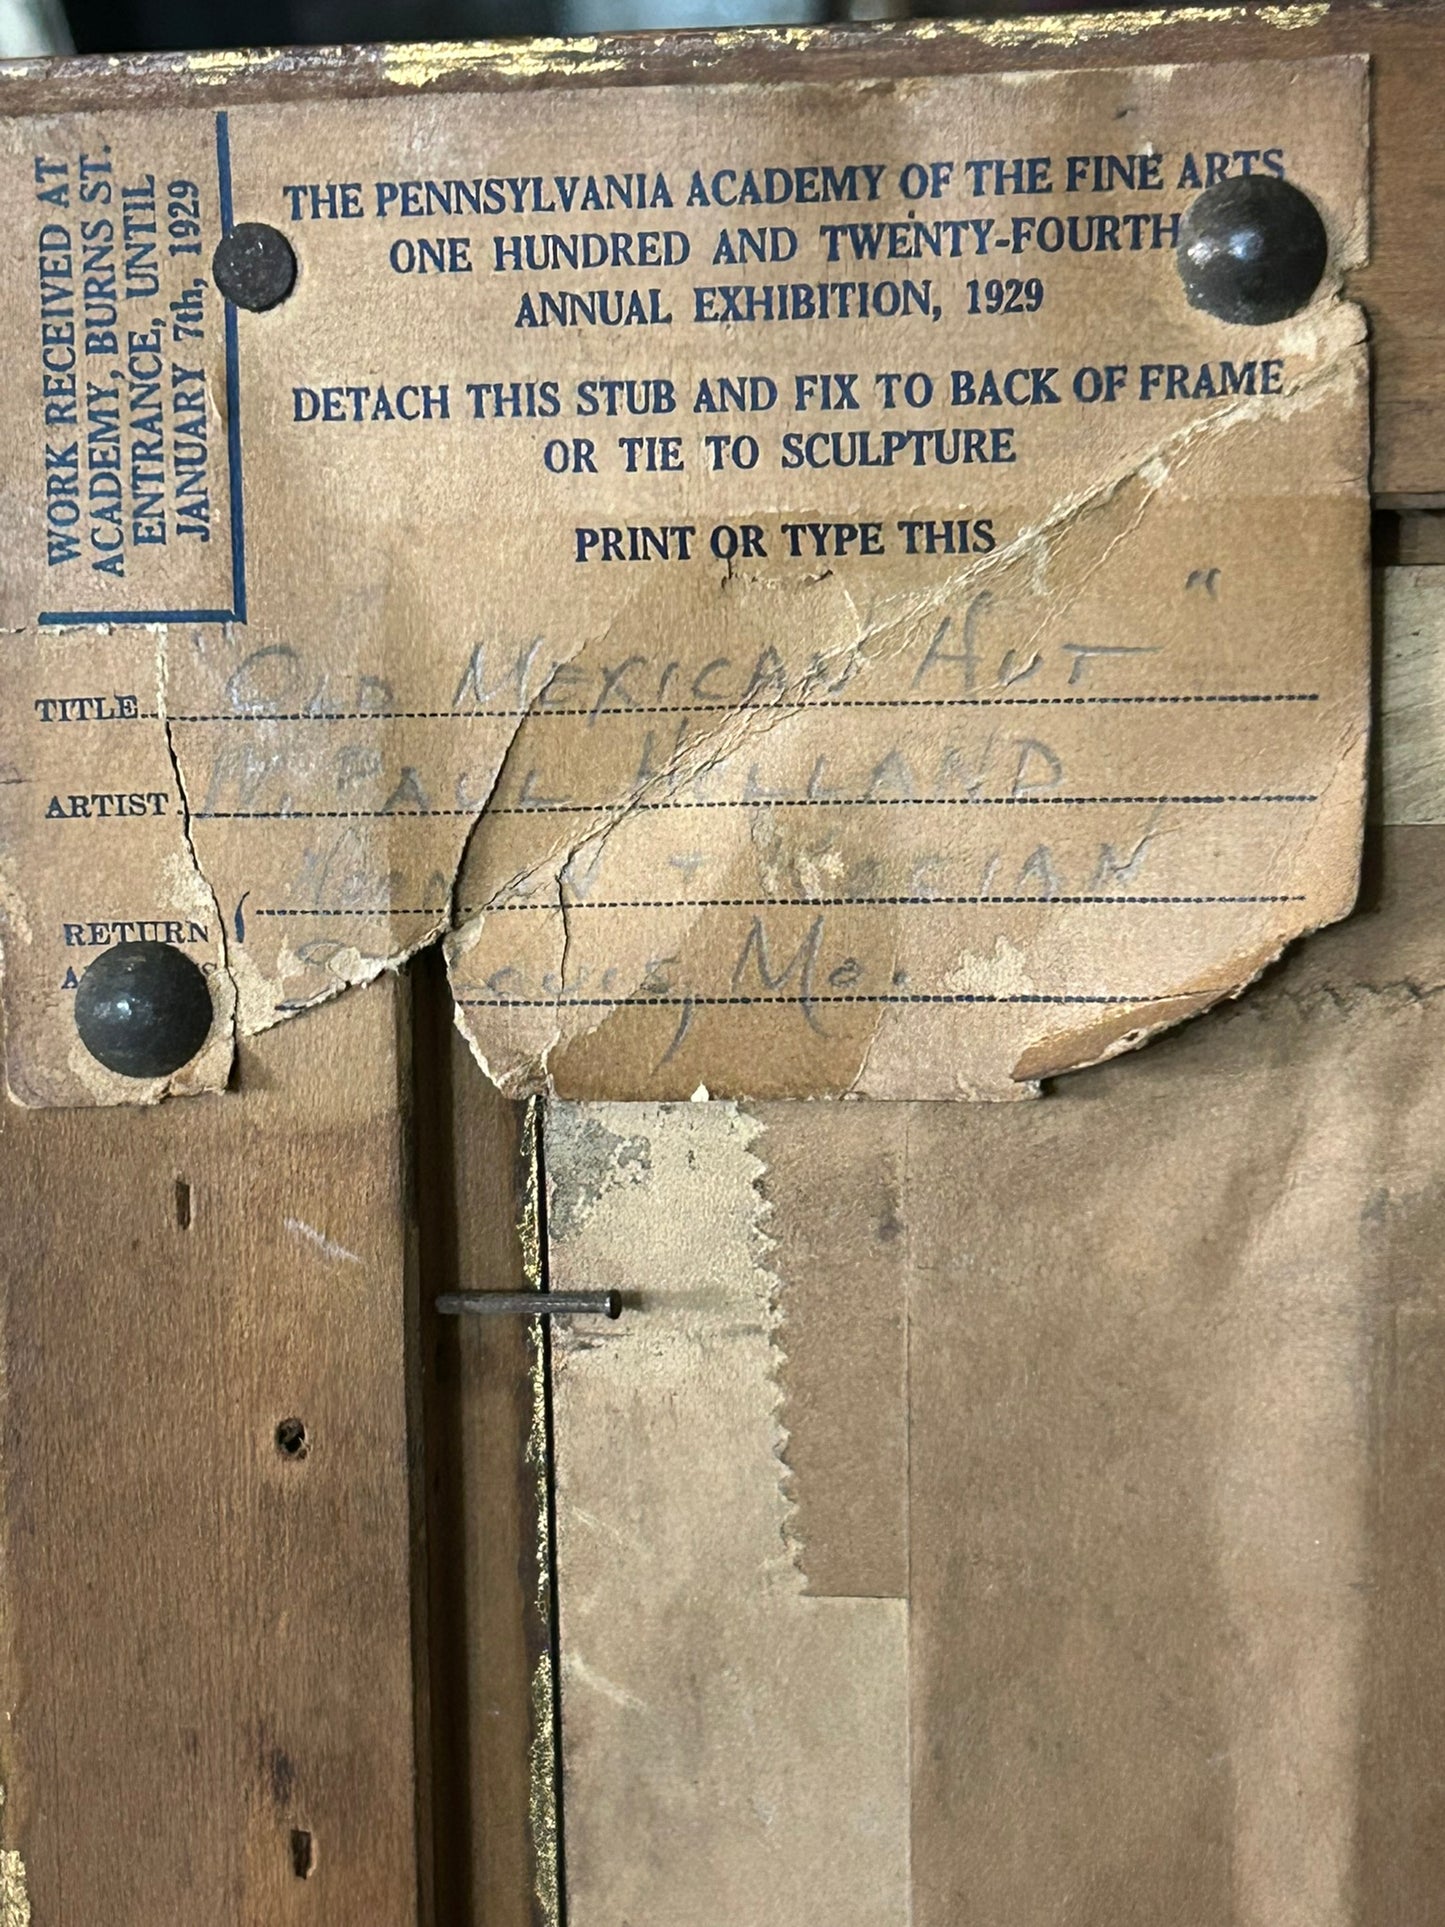 WORK RECEIVED AT
ACADEMY, BURNS ST.
ENTRANCE, UNTIL
JANUARY 7th, 1929
THE PENNSYLVANIA ACADEMY OF THE FINE ARTS
ONE HUNDRED AND TWENTY-FOURTH
ANNUAL EXHIBITION, 1929
DETACH THIS STUB AND FIX TO BACK OF FRAME
OR TIE TO SCULPTURE
PRINT OR TYPE THIS
TITLE "OLD MEXICAN HUT"
ARTIST PAUL HILLAND
RETURN
Louis, Mo.